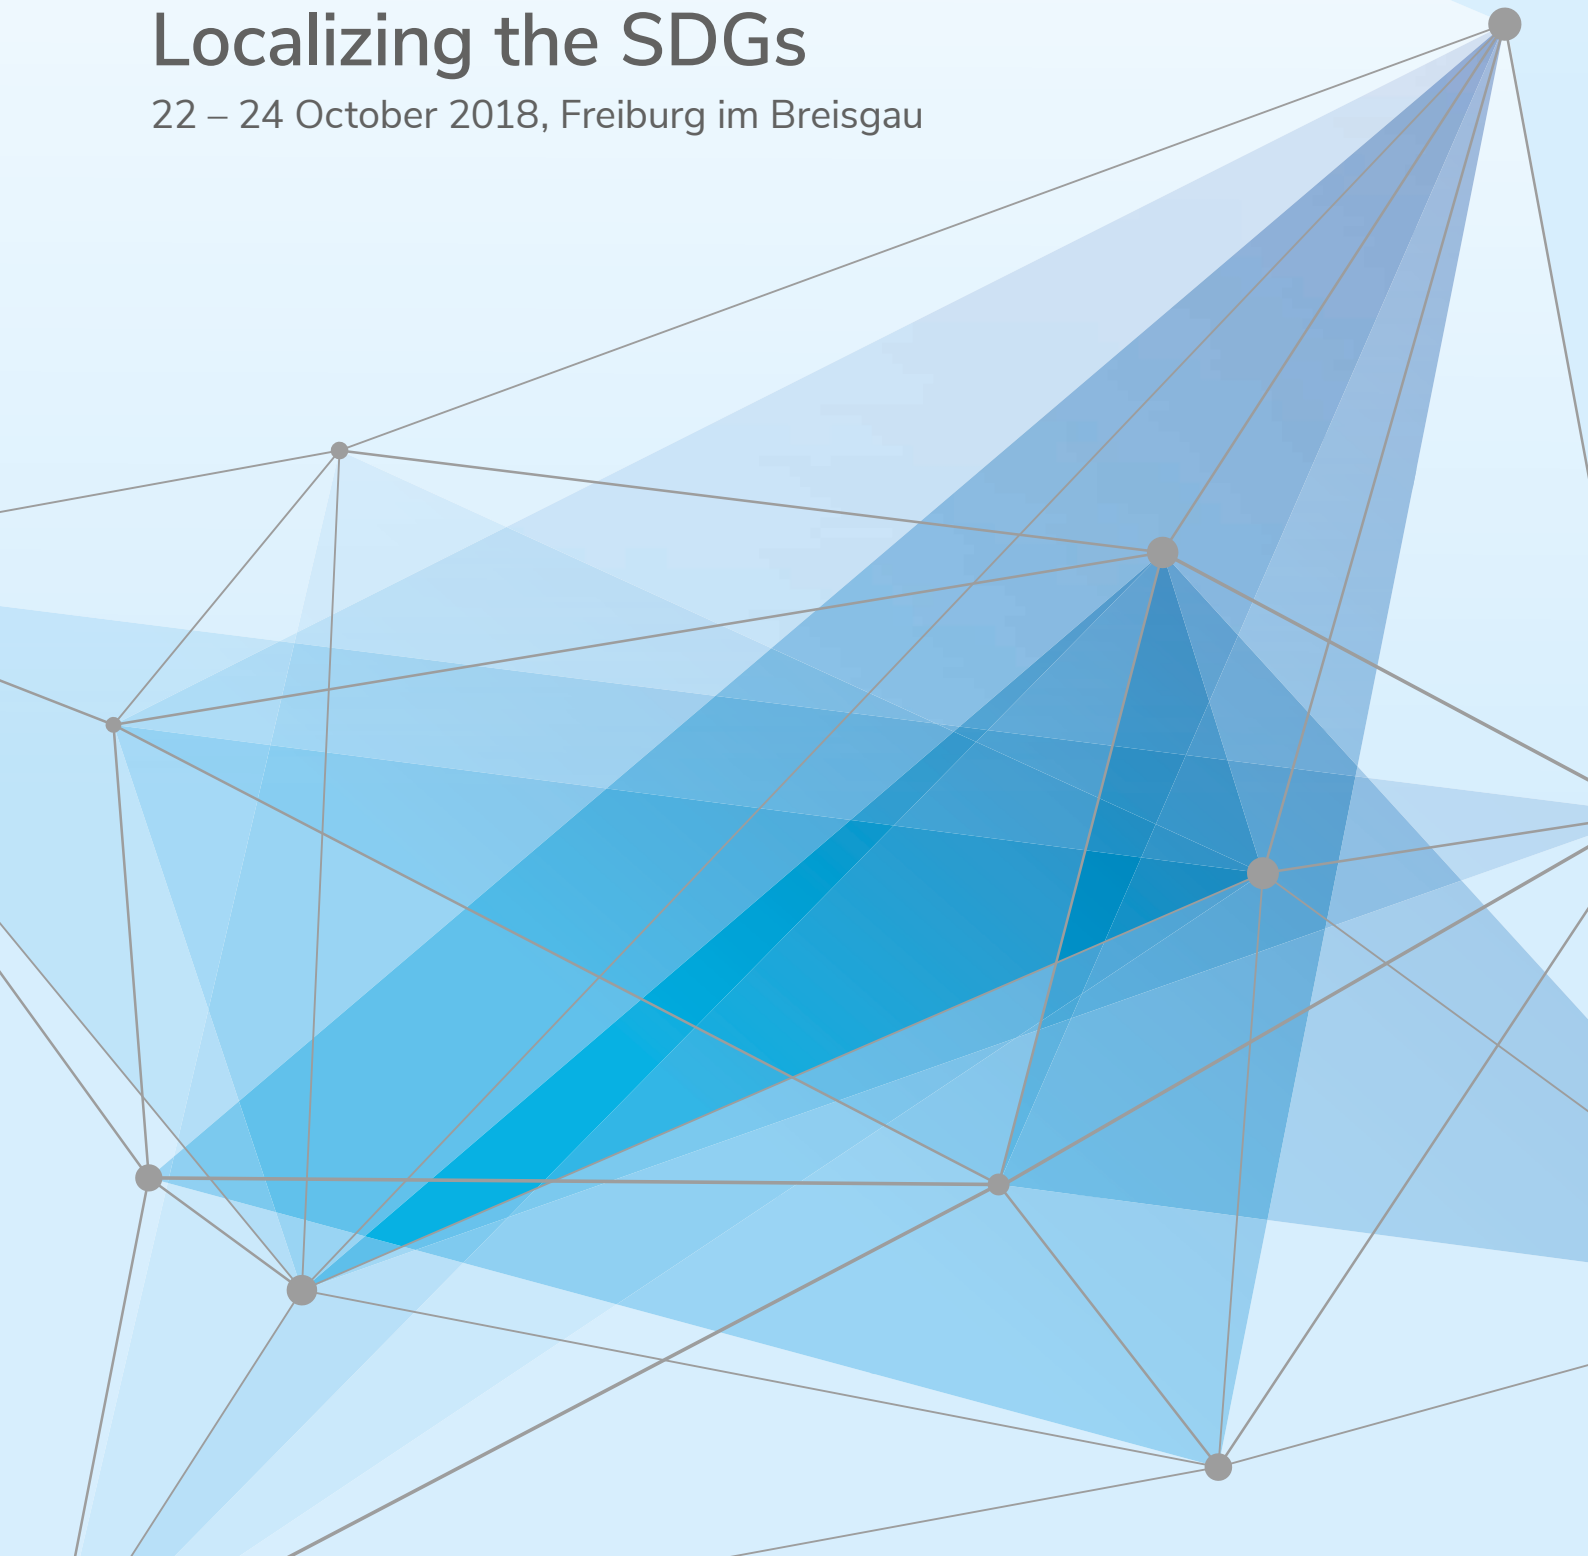 Localizing the SDGs
22 – 24 October 2018, Freiburg im Breisgau